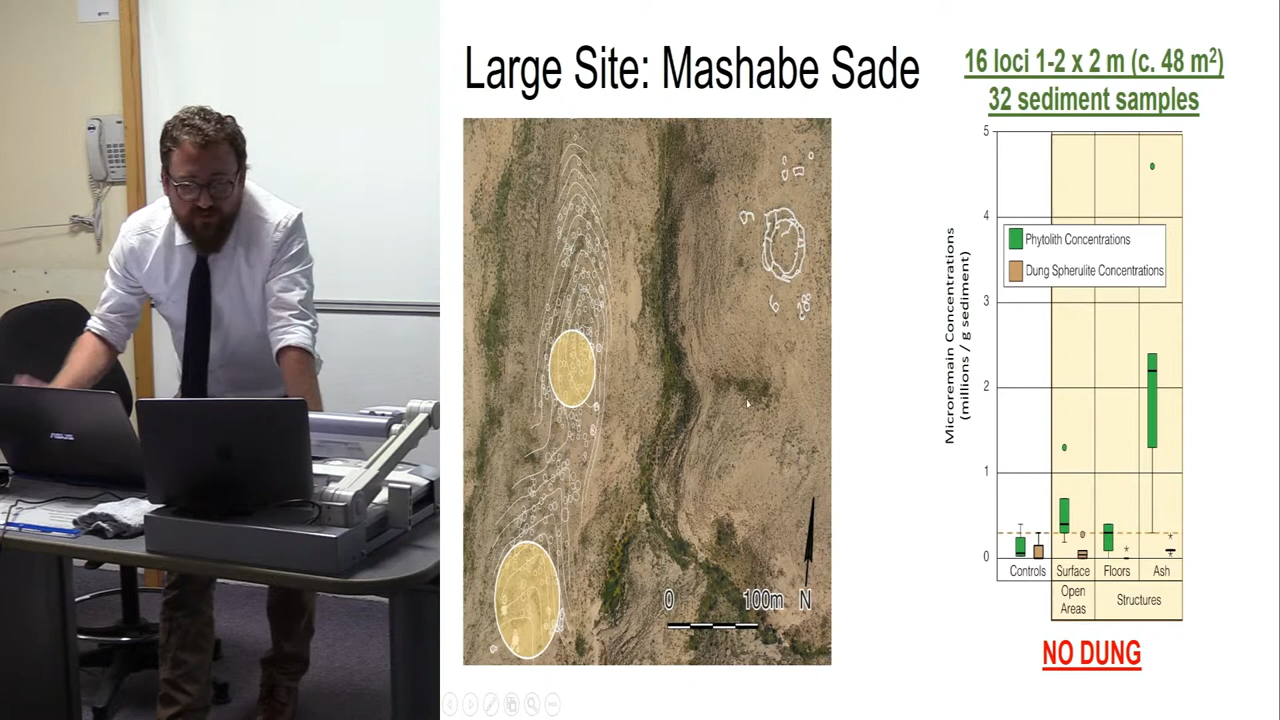 Large Site: Mashabe Sade
0
100m
N
16 loci 1-2 x 2 m (c. 48 m²)
32 sediment samples
Microremain Concentrations
(millions / g sediment)
5
4
3
2
1
0
Phytolith Concentrations
Dung Spherulite Concentrations
Controls
Surface
Floors
Ash
Open
Areas
Structures
NO DUNG
ASUS